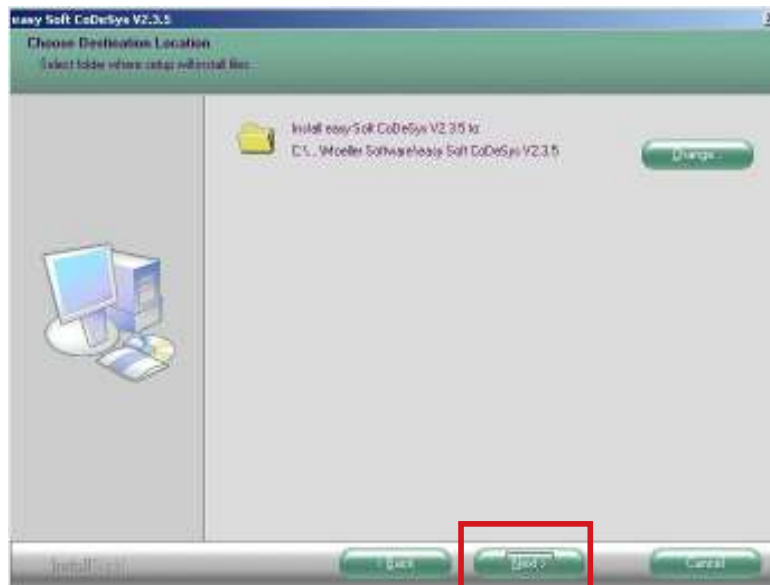 easy Soft CoDeSys V2.3.5
Choose Destination Location
Select folder where setup will install files.
Install easy Soft CoDeSys V2.3.5 to:
C:\...\Moeller Software\easy Soft CoDeSys V2.3.5
Change...
InstallShield
< Back
Next >
Cancel